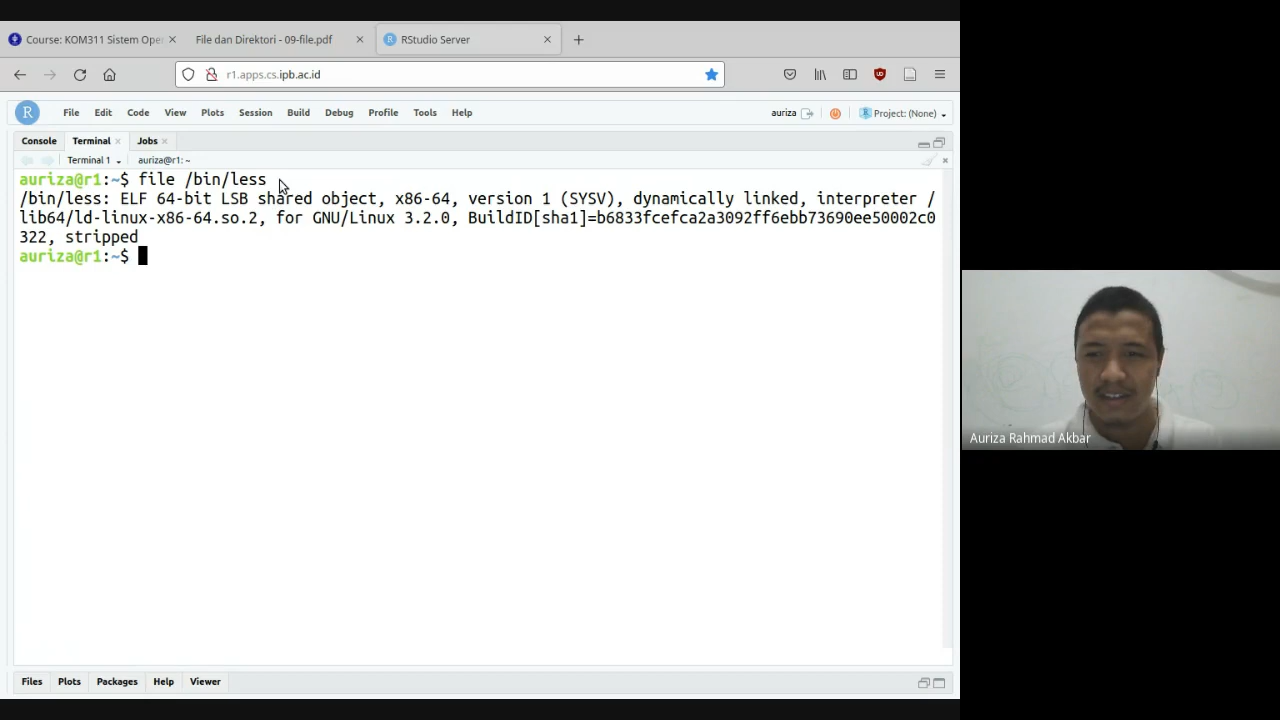 Course: KOM311 Sistem Ope
File dan Direktori - 09-file.pdf
RStudio Server
r1.apps.cs.ipb.ac.id
R File Edit Code View Plots Session Build Debug Profile Tools Help auriza Project: (None)
Console Terminal Jobs
Terminal 1 auriza@r1: ~
auriza@r1:~$ file /bin/less
/bin/less: ELF 64-bit LSB shared object, x86-64, version 1 (SYSV), dynamically linked, interpreter /
lib64/ld-linux-x86-64.so.2, for GNU/Linux 3.2.0, BuildID[sha1]=b6833fcefca2a3092ff6ebb73690ee50002c0
322, stripped
auriza@r1:~$
Auriza Rahmad Akbar
Files Plots Packages Help Viewer